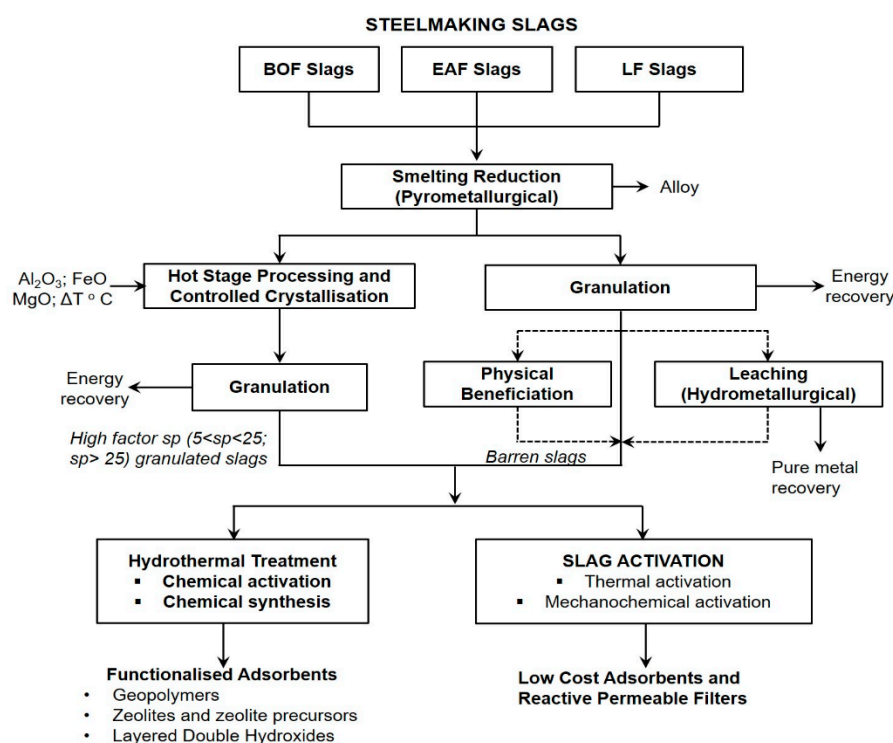 STEELMAKING SLAGS
BOF Slags
EAF Slags
LF Slags
Smelting Reduction
(Pyrometallurgical)
Alloy
Al₂O₃; FeO
MgO; ΔT º C
Hot Stage Processing and
Controlled Crystallisation
Granulation
Energy
recovery
Energy
recovery
Granulation
Physical
Beneficiation
Leaching
(Hydrometallurgical)
High factor sp (5<sp<25;
sp> 25) granulated slags
Barren slags
Pure metal
recovery
Hydrothermal Treatment
▪ Chemical activation
▪ Chemical synthesis
SLAG ACTIVATION
▪ Thermal activation
▪ Mechanochemical activation
Functionalised Adsorbents
• Geopolymers
• Zeolites and zeolite precursors
• Layered Double Hydroxides
Low Cost Adsorbents and
Reactive Permeable Filters